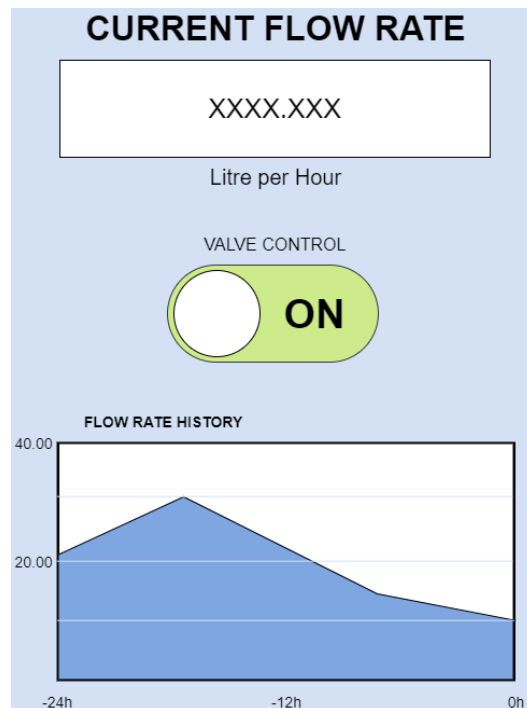 CURRENT FLOW RATE
XXXX.XXX
Litre per Hour
VALVE CONTROL
ON
FLOW RATE HISTORY
40.00
20.00
-24h -12h 0h